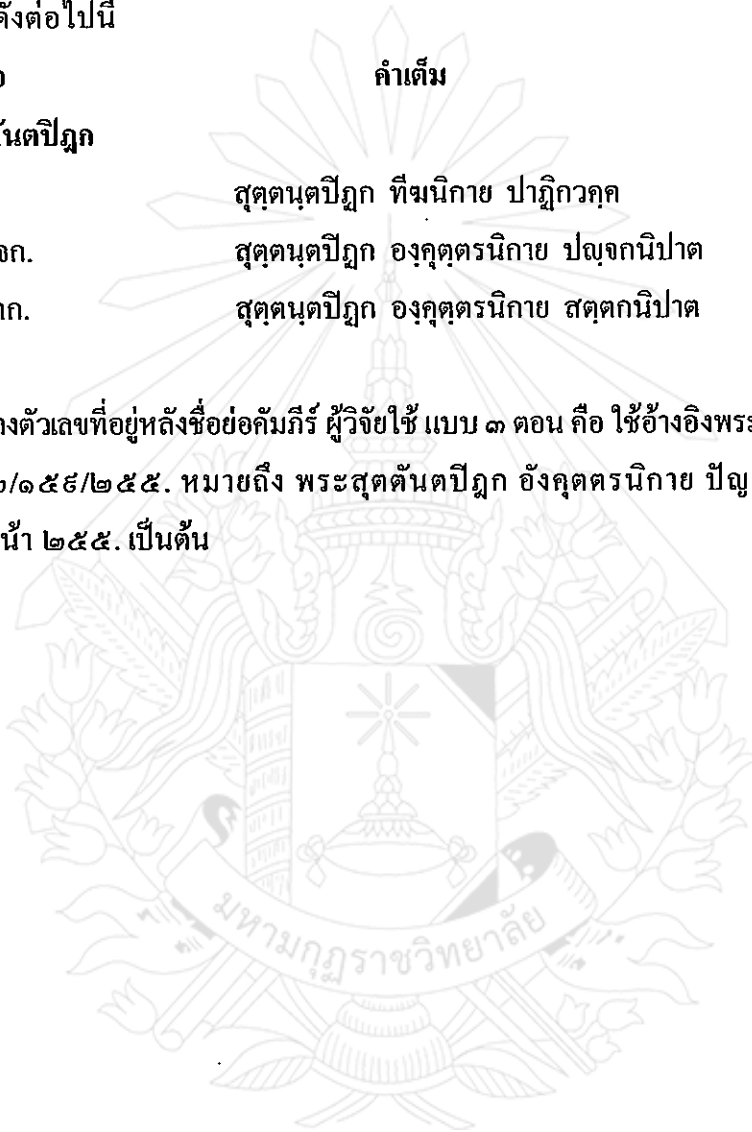 ดังต่อไปนี้
คำเต็ม
นตปิฎก
สุตฺตนฺตปิฏก ทีฆนิกาย ปาฏิกวคฺค
จก. สุตฺตนฺตปิฏก องฺคุตฺตรนิกาย ปญฺจกนิปาต
ก. สุตฺตนฺตปิฏก องฺคุตฺตรนิกาย สตฺตกนิปาต
งตัวเลขที่อยู่หลังชื่อย่อคัมภีร์ ผู้วิจัยใช้ แบบ ๓ ตอน คือ ใช้อ้างอิงพระ
/๑๕๙/๒๕๕. หมายถึง พระสุตตันตปิฎก อังคุตตรนิกาย ปัญ
น้า ๒๕๕. เป็นต้น
มหามกุฏราชวิทยาลัย